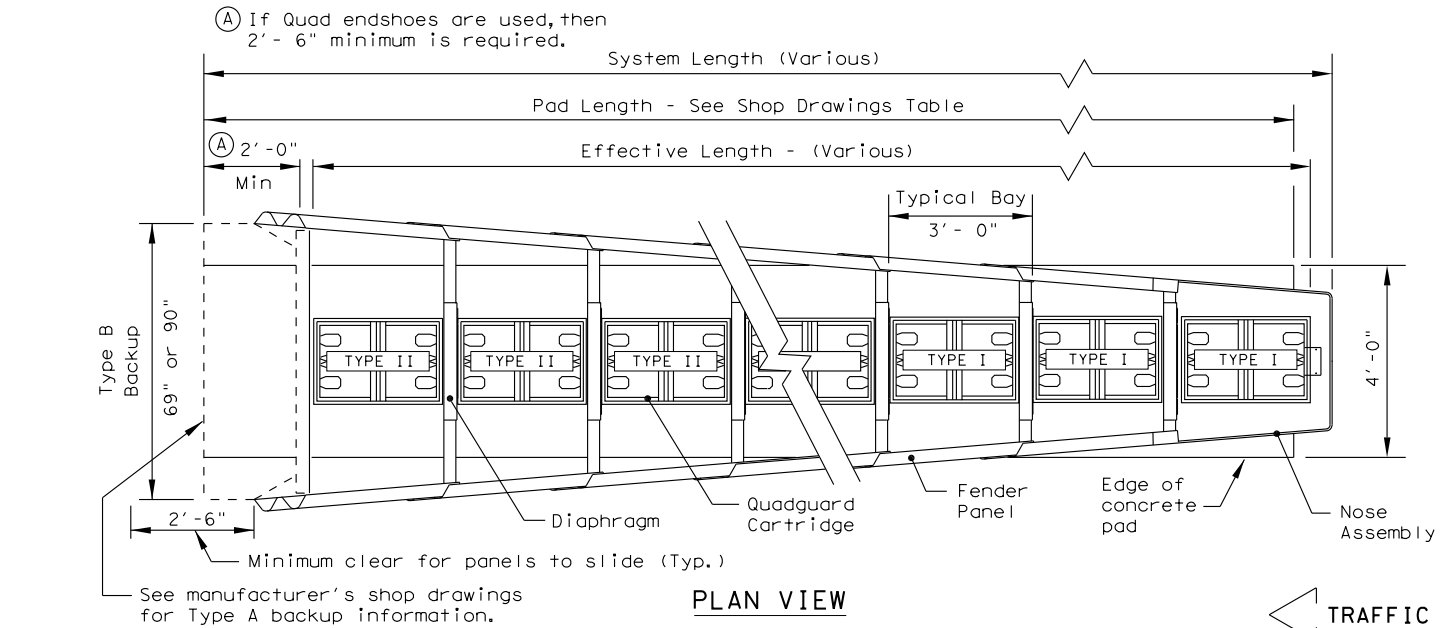 A If Quad endshoes are used, then
2'- 6" minimum is required.
System Length (Various)
Pad Length - See Shop Drawings Table
A 2'-0"
Min
Effective Length - (Various)
Typical Bay
3'- 0"
Type B
Backup
69" or 90"
TYPE II
TYPE II
TYPE II
TYPE I
TYPE I
TYPE I
4'-0"
2'-6"
Diaphragm
Quadguard
Cartridge
Fender
Panel
Edge of
concrete
pad
Nose
Assembly
Minimum clear for panels to slide (Typ.)
See manufacturer's shop drawings
for Type A backup information.
PLAN VIEW
TRAFFIC